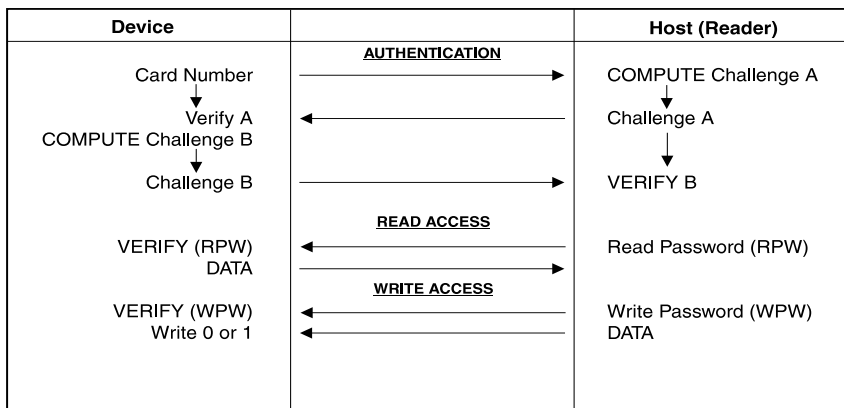 Device Host (Reader)
AUTHENTICATION
Card Number COMPUTE Challenge A
Verify A Challenge A
COMPUTE Challenge B
Challenge B VERIFY B
READ ACCESS
VERIFY (RPW) Read Password (RPW)
DATA
WRITE ACCESS
VERIFY (WPW) Write Password (WPW)
Write 0 or 1 DATA